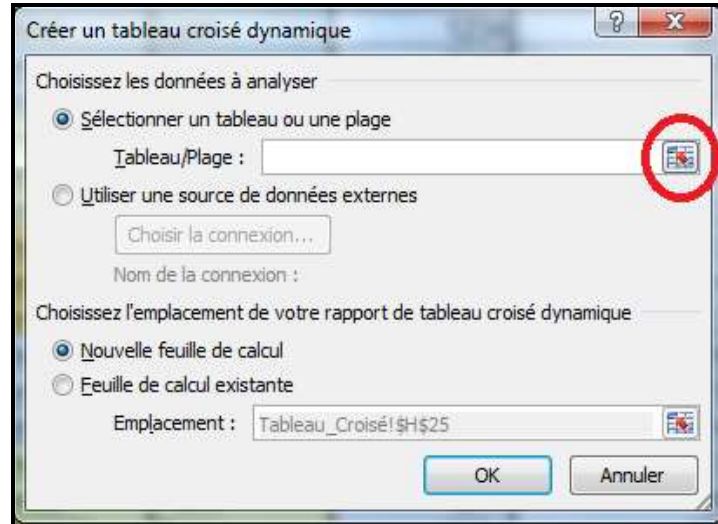 Créer un tableau croisé dynamique
Choisissez les données à analyser
Sélectionner un tableau ou une plage
Tableau/Plage :
Utiliser une source de données externes
Choisir la connexion...
Nom de la connexion :
Choisissez l'emplacement de votre rapport de tableau croisé dynamique
Nouvelle feuille de calcul
Feuille de calcul existante
Emplacement : Tableau_Croisé!$H$25
OK Annuler